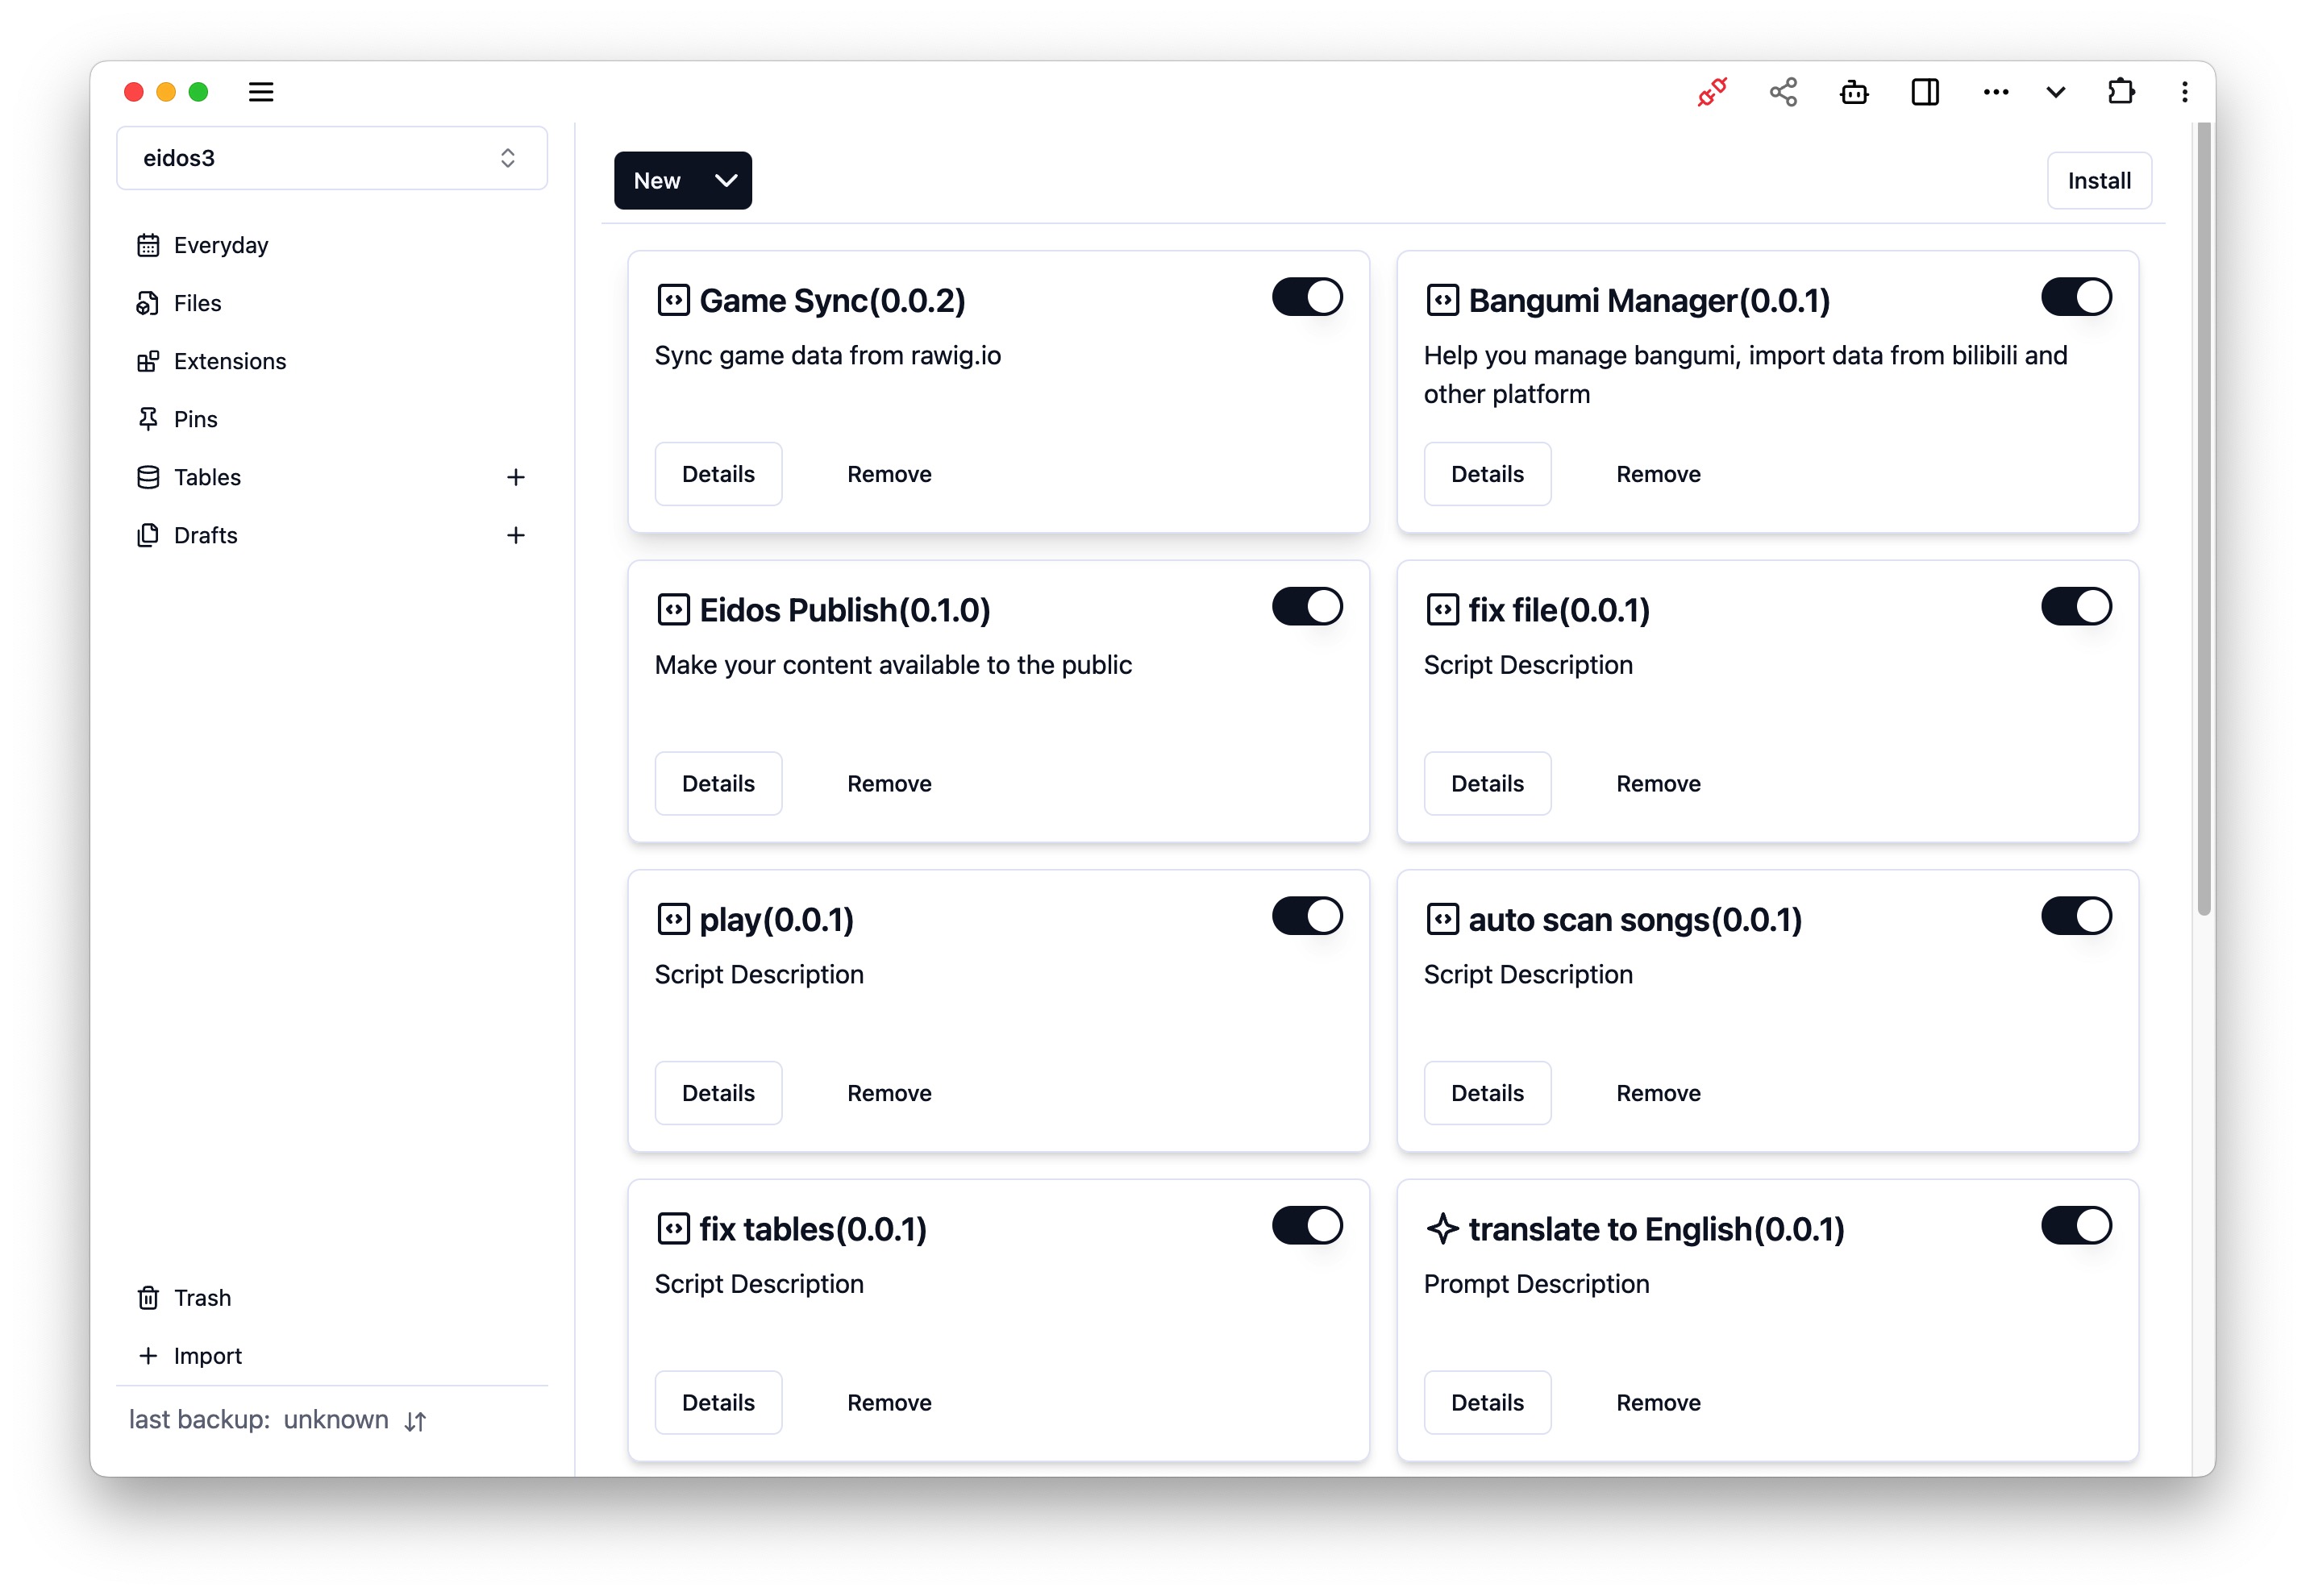 eidos3
Everyday
Files
Extensions
Pins
Tables
Drafts
Trash
Import
last backup: unknown
New
Install
Game Sync(0.0.2)
Sync game data from rawig.io
Details Remove
Bangumi Manager(0.0.1)
Help you manage bangumi, import data from bilibili and
other platform
Details Remove
Eidos Publish(0.1.0)
Make your content available to the public
Details Remove
fix file(0.0.1)
Script Description
Details Remove
play(0.0.1)
Script Description
Details Remove
auto scan songs(0.0.1)
Script Description
Details Remove
fix tables(0.0.1)
Script Description
Details Remove
translate to English(0.0.1)
Prompt Description
Details Remove